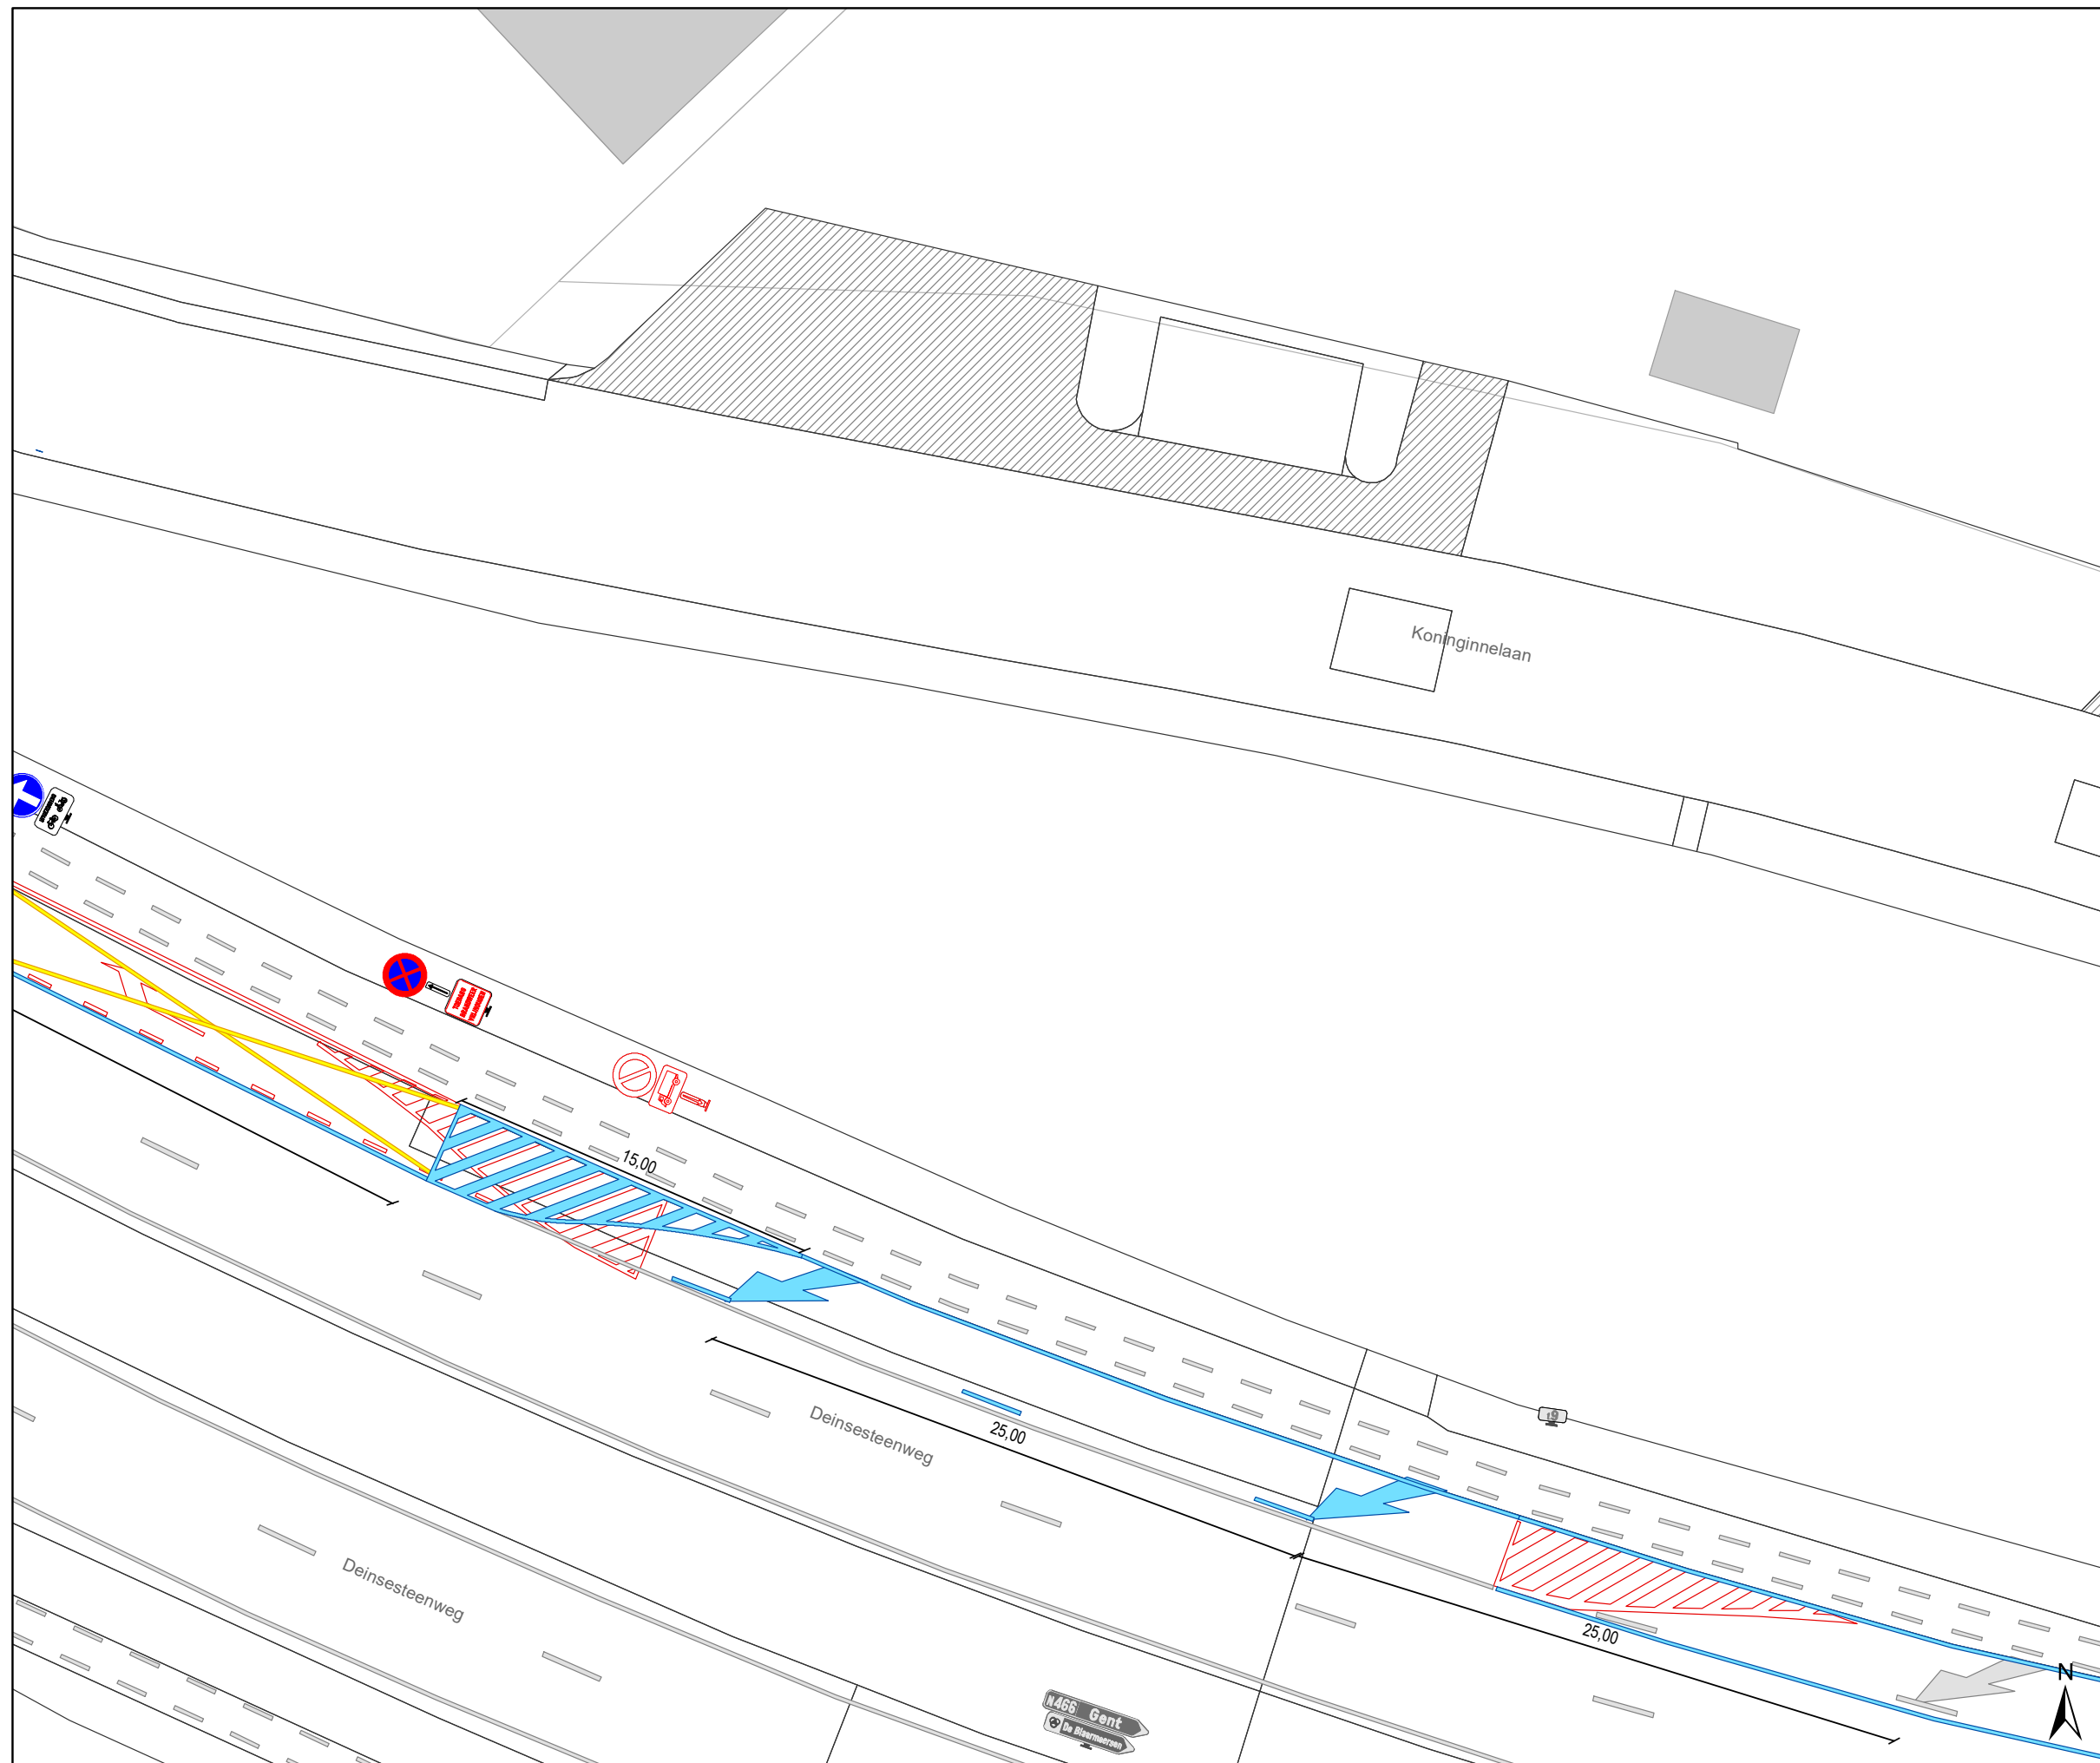 Koninginnelaan
15,00
Deinsesteenweg
25,00
Deinsesteenweg
25,00
N466 Gent
De Blaarmeersen
N